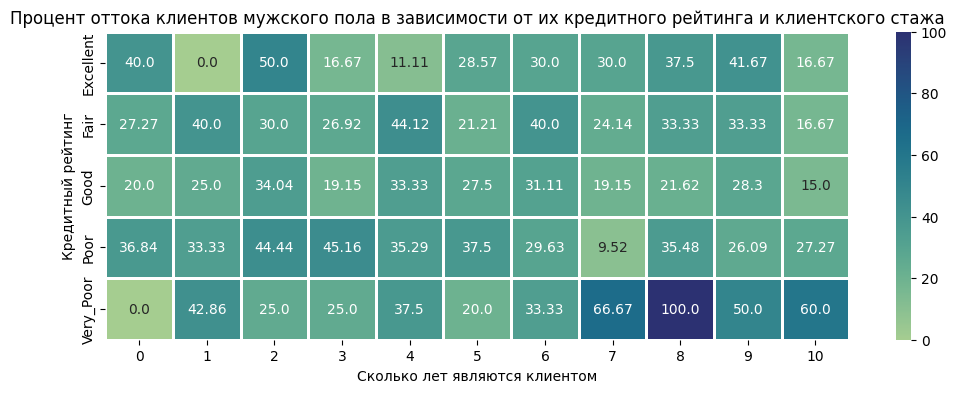 Процент оттока клиентов мужского пола в зависимости от их кредитного рейтинга и клиентского стажа
Кредитный рейтинг
Excellent 40.0 0.0 50.0 16.67 11.11 28.57 30.0 30.0 37.5 41.67 16.67
Fair 27.27 40.0 30.0 26.92 44.12 21.21 40.0 24.14 33.33 33.33 16.67
Good 20.0 25.0 34.04 19.15 33.33 27.5 31.11 19.15 21.62 28.3 15.0
Poor 36.84 33.33 44.44 45.16 35.29 37.5 29.63 9.52 35.48 26.09 27.27
Very_Poor 0.0 42.86 25.0 25.0 37.5 20.0 33.33 66.67 100.0 50.0 60.0
0 1 2 3 4 5 6 7 8 9 10
Сколько лет являются клиентом
100
80
60
40
20
0